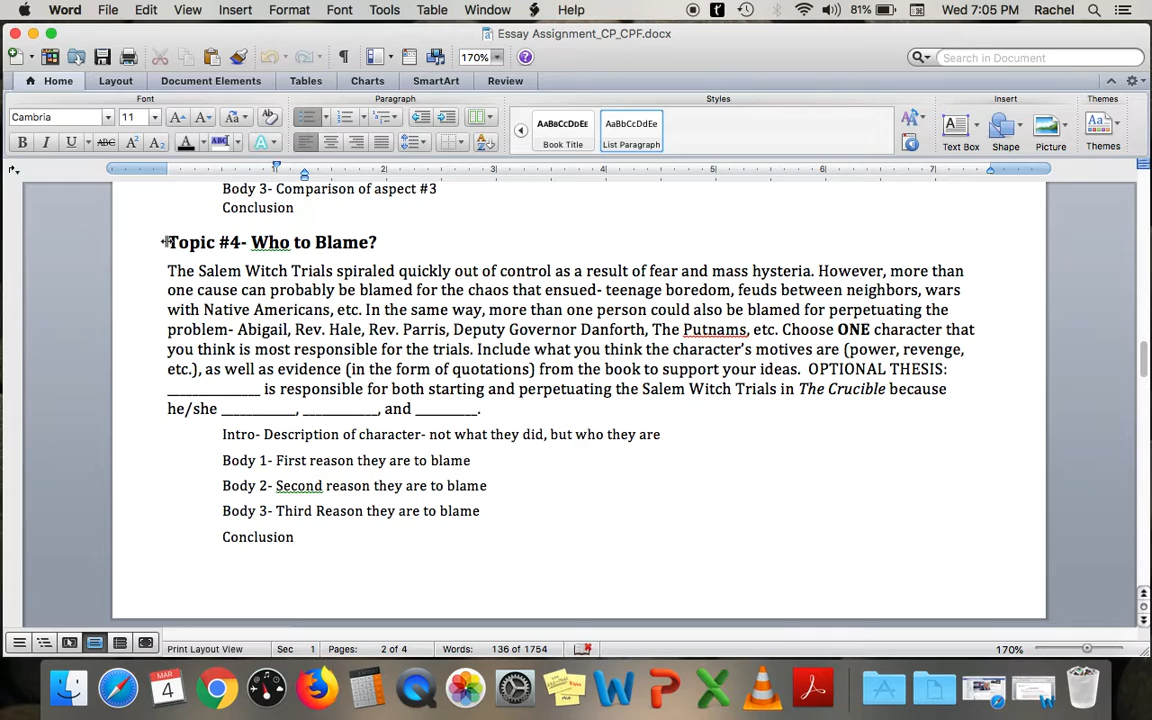 Word File Edit View Insert Format Font Tools Table Window Help 81% Wed 7:05 PM Rachel
Essay Assignment_CP_CPF.docx
170% Search in Document
Home Layout Document Elements Tables Charts SmartArt Review
Font Paragraph Styles Insert Themes
Cambria 11 AaBbCcDdEe AaBbCcDdEe
Book Title List Paragraph Text Box Shape Picture Themes
1 2 3 4 5 6 7
Body 3- Comparison of aspect #3
Conclusion
Topic #4- Who to Blame?
The Salem Witch Trials spiraled quickly out of control as a result of fear and mass hysteria. However, more than
one cause can probably be blamed for the chaos that ensued- teenage boredom, feuds between neighbors, wars
with Native Americans, etc. In the same way, more than one person could also be blamed for perpetuating the
problem- Abigail, Rev. Hale, Rev. Parris, Deputy Governor Danforth, The Putnams, etc. Choose ONE character that
you think is most responsible for the trials. Include what you think the character's motives are (power, revenge,
etc.), as well as evidence (in the form of quotations) from the book to support your ideas. OPTIONAL THESIS:
______________ is responsible for both starting and perpetuating the Salem Witch Trials in The Crucible because
he/she ___________, ___________, and _________.
Intro- Description of character- not what they did, but who they are
Body 1- First reason they are to blame
Body 2- Second reason they are to blame
Body 3- Third Reason they are to blame
Conclusion
Print Layout View Sec 1 Pages: 2 of 4 Words: 136 of 1754 170%
MAR
4